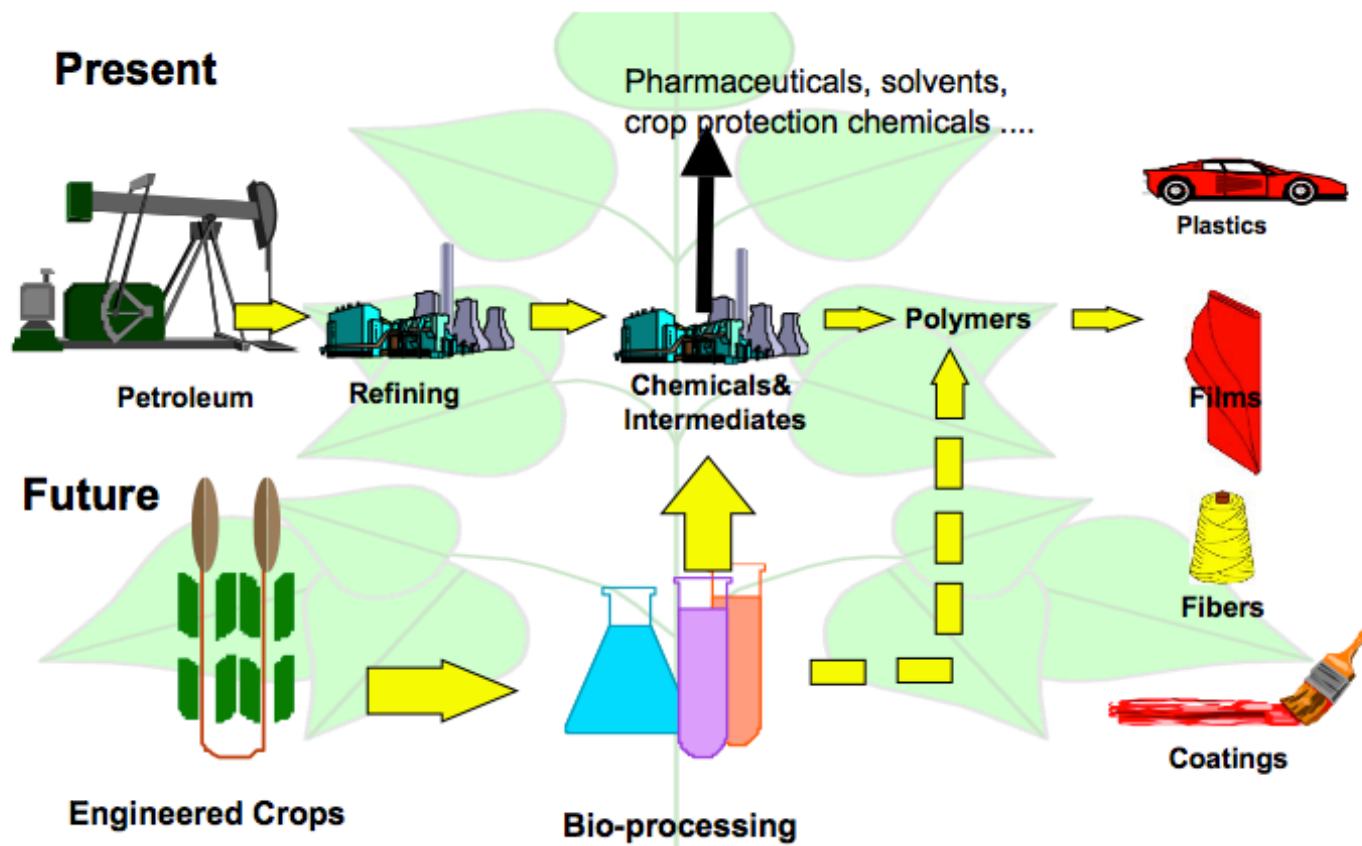 Present
Pharmaceuticals, solvents,
crop protection chemicals ....
Plastics
Polymers
Petroleum
Refining
Chemicals&
Intermediates
Films
Future
Fibers
Coatings
Engineered Crops
Bio-processing